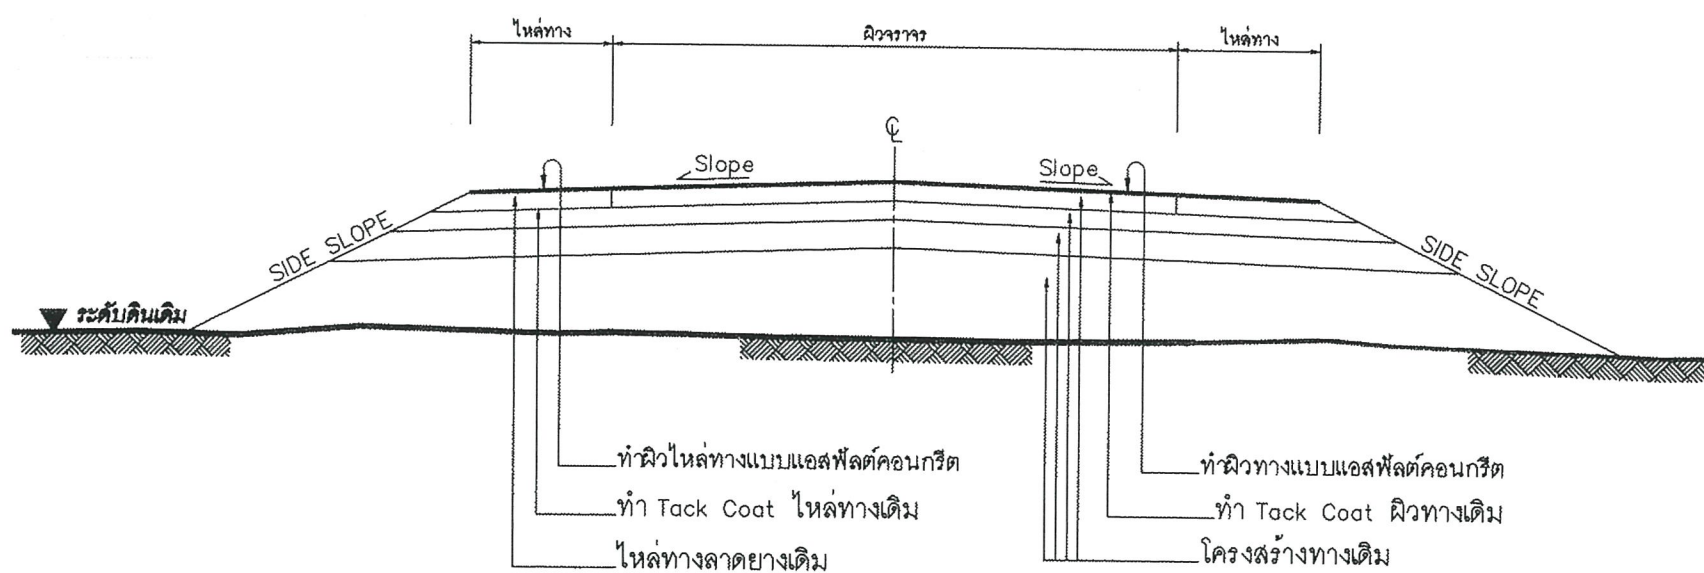 ไหล่ทาง
ผิวจราจร
ไหล่ทาง
℄
Slope
Slope
SIDE SLOPE
SIDE SLOPE
ระดับดินเดิม
ทำผิวไหล่ทางแบบแอสฟัลต์คอนกรีต
ทำ Tack Coat ไหล่ทางเดิม
ไหล่ทางลาดยางเดิม
ทำผิวทางแบบแอสฟัลต์คอนกรีต
ทำ Tack Coat ผิวทางเดิม
โครงสร้างทางเดิม